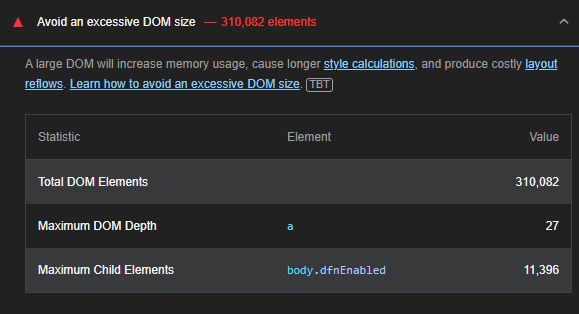 Avoid an excessive DOM size — 310,082 elements
A large DOM will increase memory usage, cause longer style calculations, and produce costly layout
reflows. Learn how to avoid an excessive DOM size. TBT
Statistic Element Value
Total DOM Elements 310,082
Maximum DOM Depth a 27
Maximum Child Elements body.dfnEnabled 11,396